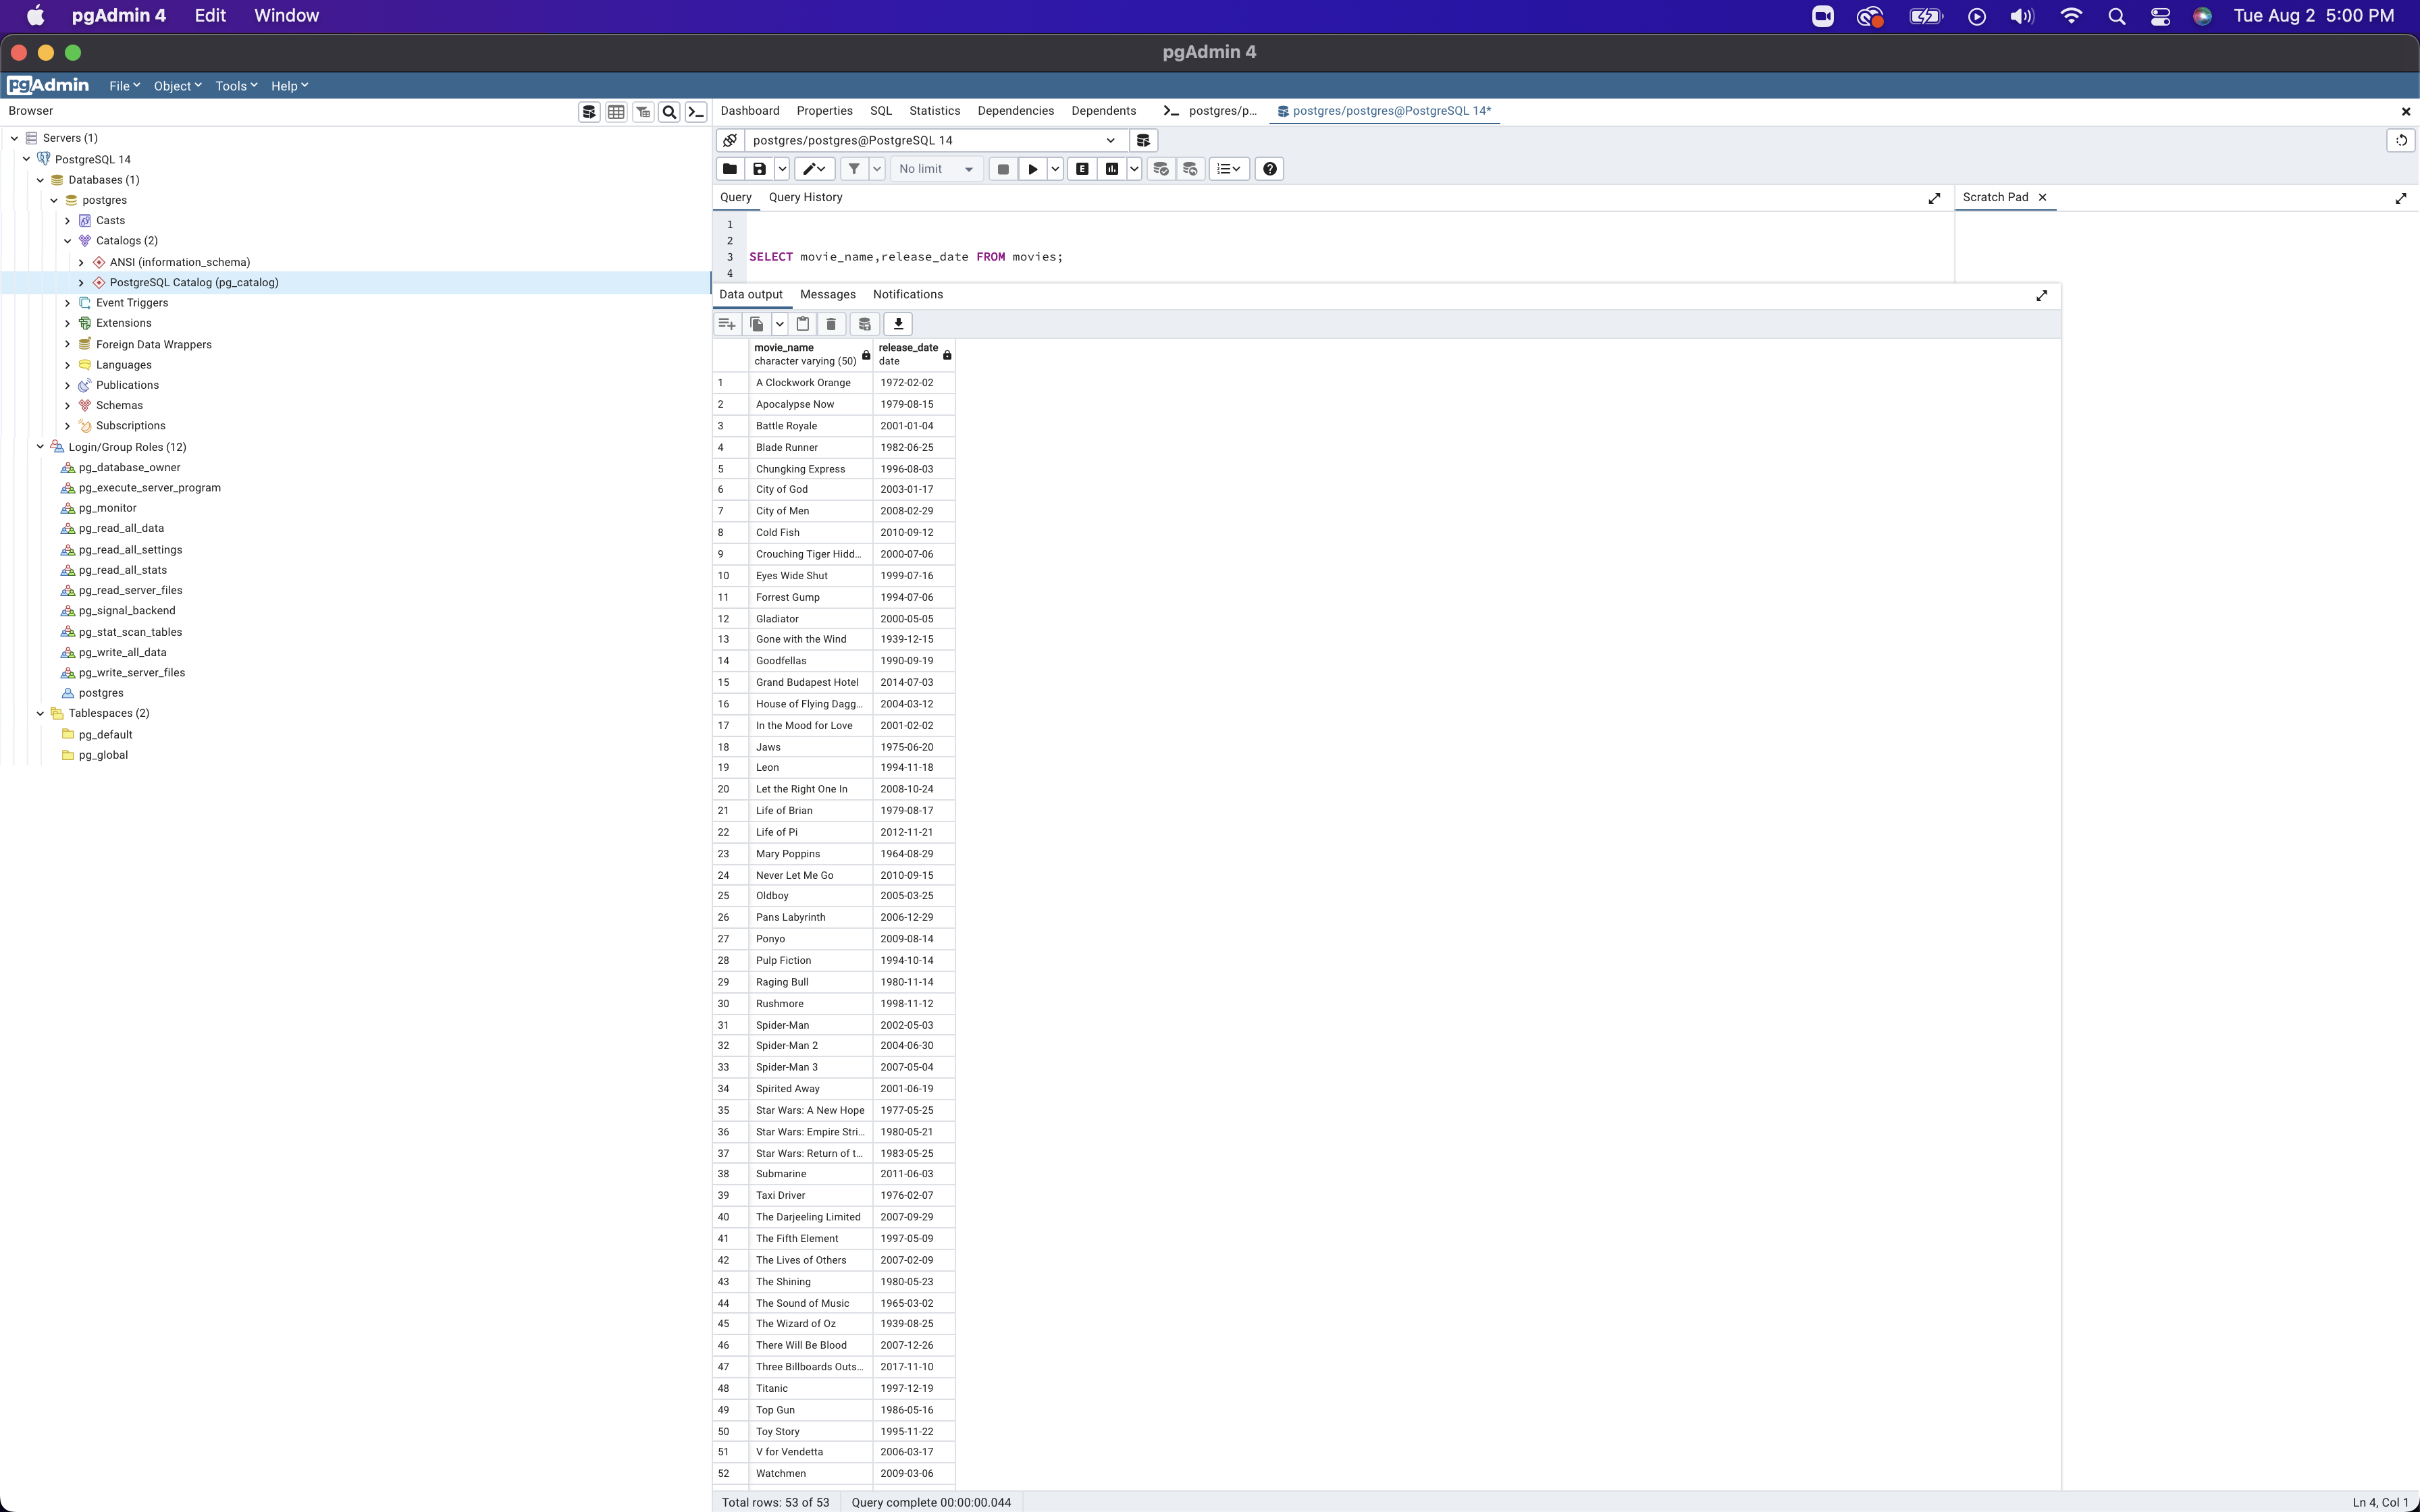 pgAdmin 4 Edit Window Tue Aug 2 5:00 PM
pgAdmin 4
pgAdmin File Object Tools Help
Browser
Servers (1)
PostgreSQL 14
Databases (1)
postgres
Casts
Catalogs (2)
ANSI (information_schema)
PostgreSQL Catalog (pg_catalog)
Event Triggers
Extensions
Foreign Data Wrappers
Languages
Publications
Schemas
Subscriptions
Login/Group Roles (12)
pg_database_owner
pg_execute_server_program
pg_monitor
pg_read_all_data
pg_read_all_settings
pg_read_all_stats
pg_read_server_files
pg_signal_backend
pg_stat_scan_tables
pg_write_all_data
pg_write_server_files
postgres
Tablespaces (2)
pg_default
pg_global
Dashboard Properties SQL Statistics Dependencies Dependents postgres/p... postgres/postgres@PostgreSQL 14*
postgres/postgres@PostgreSQL 14
No limit E
Query Query History Scratch Pad
1
2
3 SELECT movie_name,release_date FROM movies;
4
Data output Messages Notifications
movie_name release_date
character varying (50) date
1 A Clockwork Orange 1972-02-02
2 Apocalypse Now 1979-08-15
3 Battle Royale 2001-01-04
4 Blade Runner 1982-06-25
5 Chungking Express 1996-08-03
6 City of God 2003-01-17
7 City of Men 2008-02-29
8 Cold Fish 2010-09-12
9 Crouching Tiger Hidd... 2000-07-06
10 Eyes Wide Shut 1999-07-16
11 Forrest Gump 1994-07-06
12 Gladiator 2000-05-05
13 Gone with the Wind 1939-12-15
14 Goodfellas 1990-09-19
15 Grand Budapest Hotel 2014-07-03
16 House of Flying Dagg... 2004-03-12
17 In the Mood for Love 2001-02-02
18 Jaws 1975-06-20
19 Leon 1994-11-18
20 Let the Right One In 2008-10-24
21 Life of Brian 1979-08-17
22 Life of Pi 2012-11-21
23 Mary Poppins 1964-08-29
24 Never Let Me Go 2010-09-15
25 Oldboy 2005-03-25
26 Pans Labyrinth 2006-12-29
27 Ponyo 2009-08-14
28 Pulp Fiction 1994-10-14
29 Raging Bull 1980-11-14
30 Rushmore 1998-11-12
31 Spider-Man 2002-05-03
32 Spider-Man 2 2004-06-30
33 Spider-Man 3 2007-05-04
34 Spirited Away 2001-06-19
35 Star Wars: A New Hope 1977-05-25
36 Star Wars: Empire Stri... 1980-05-21
37 Star Wars: Return of t... 1983-05-25
38 Submarine 2011-06-03
39 Taxi Driver 1976-02-07
40 The Darjeeling Limited 2007-09-29
41 The Fifth Element 1997-05-09
42 The Lives of Others 2007-02-09
43 The Shining 1980-05-23
44 The Sound of Music 1965-03-02
45 The Wizard of Oz 1939-08-25
46 There Will Be Blood 2007-12-26
47 Three Billboards Outs... 2017-11-10
48 Titanic 1997-12-19
49 Top Gun 1986-05-16
50 Toy Story 1995-11-22
51 V for Vendetta 2006-03-17
52 Watchmen 2009-03-06
Total rows: 53 of 53 Query complete 00:00:00.044 Ln 4, Col 1